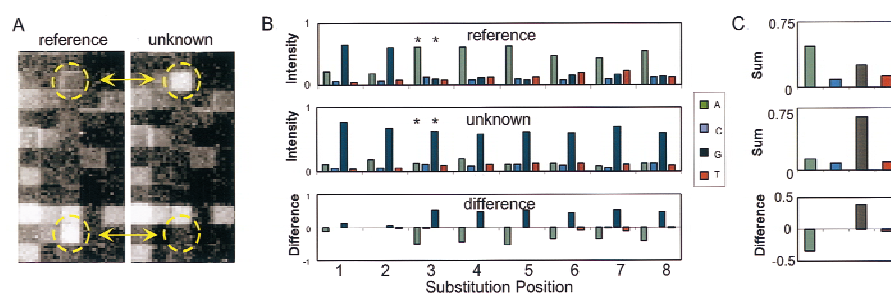 A
reference
unknown
B
Intensity
1
0
* *
reference
Intensity
1
0
* *
unknown
Difference
1
-1
difference
1 2 3 4 5 6 7 8
Substitution Position
A
C
G
T
C
Sum
0.75
0
Sum
0.75
0
Difference
0.5
0
-0.5